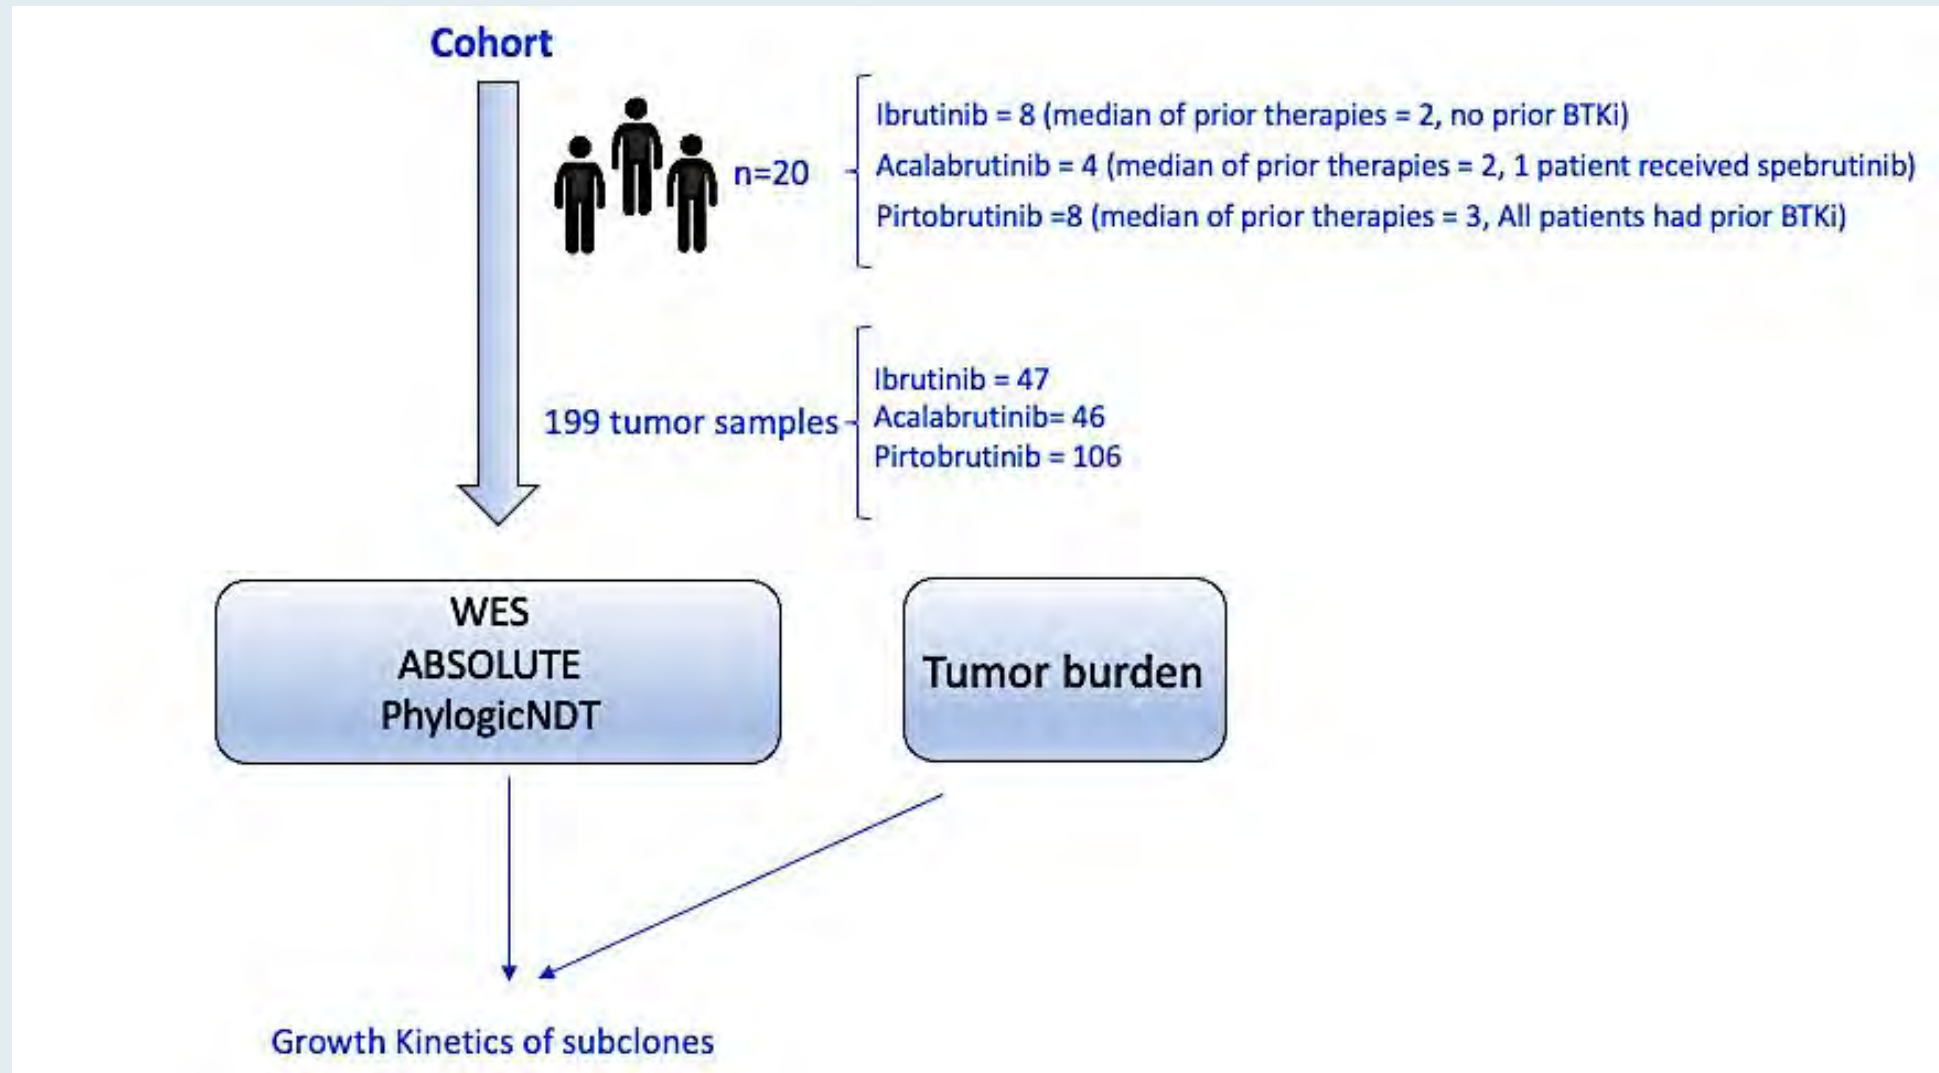 Cohort
n=20
Ibrutinib = 8 (median of prior therapies = 2, no prior BTKi)
Acalabrutinib = 4 (median of prior therapies = 2, 1 patient received spebrutinib)
Pirtobrutinib =8 (median of prior therapies = 3, All patients had prior BTKi)
199 tumor samples
Ibrutinib = 47
Acalabrutinib= 46
Pirtobrutinib = 106
WES
ABSOLUTE
PhylogicNDT
Tumor burden
Growth Kinetics of subclones